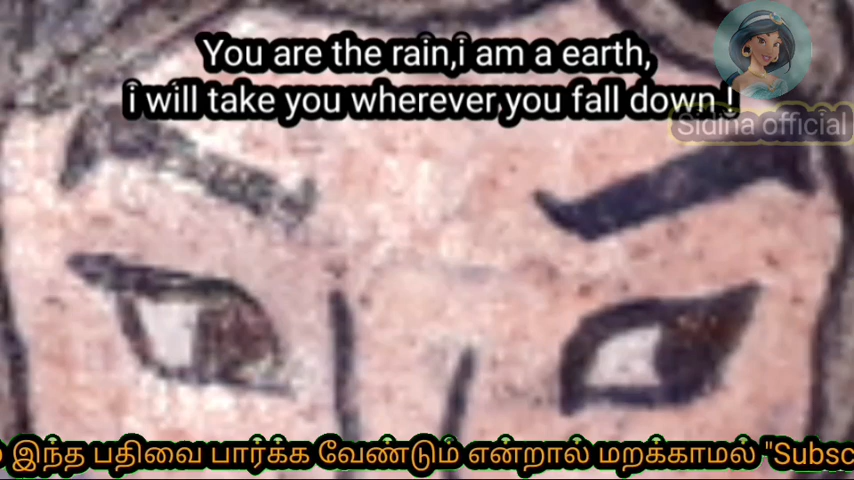 You are the rain,i am a earth,
i will take you wherever you fall down !
Sidiha official
இந்த பதிவை பார்க்க வேண்டும் என்றால் மறக்காமல் "Subsc